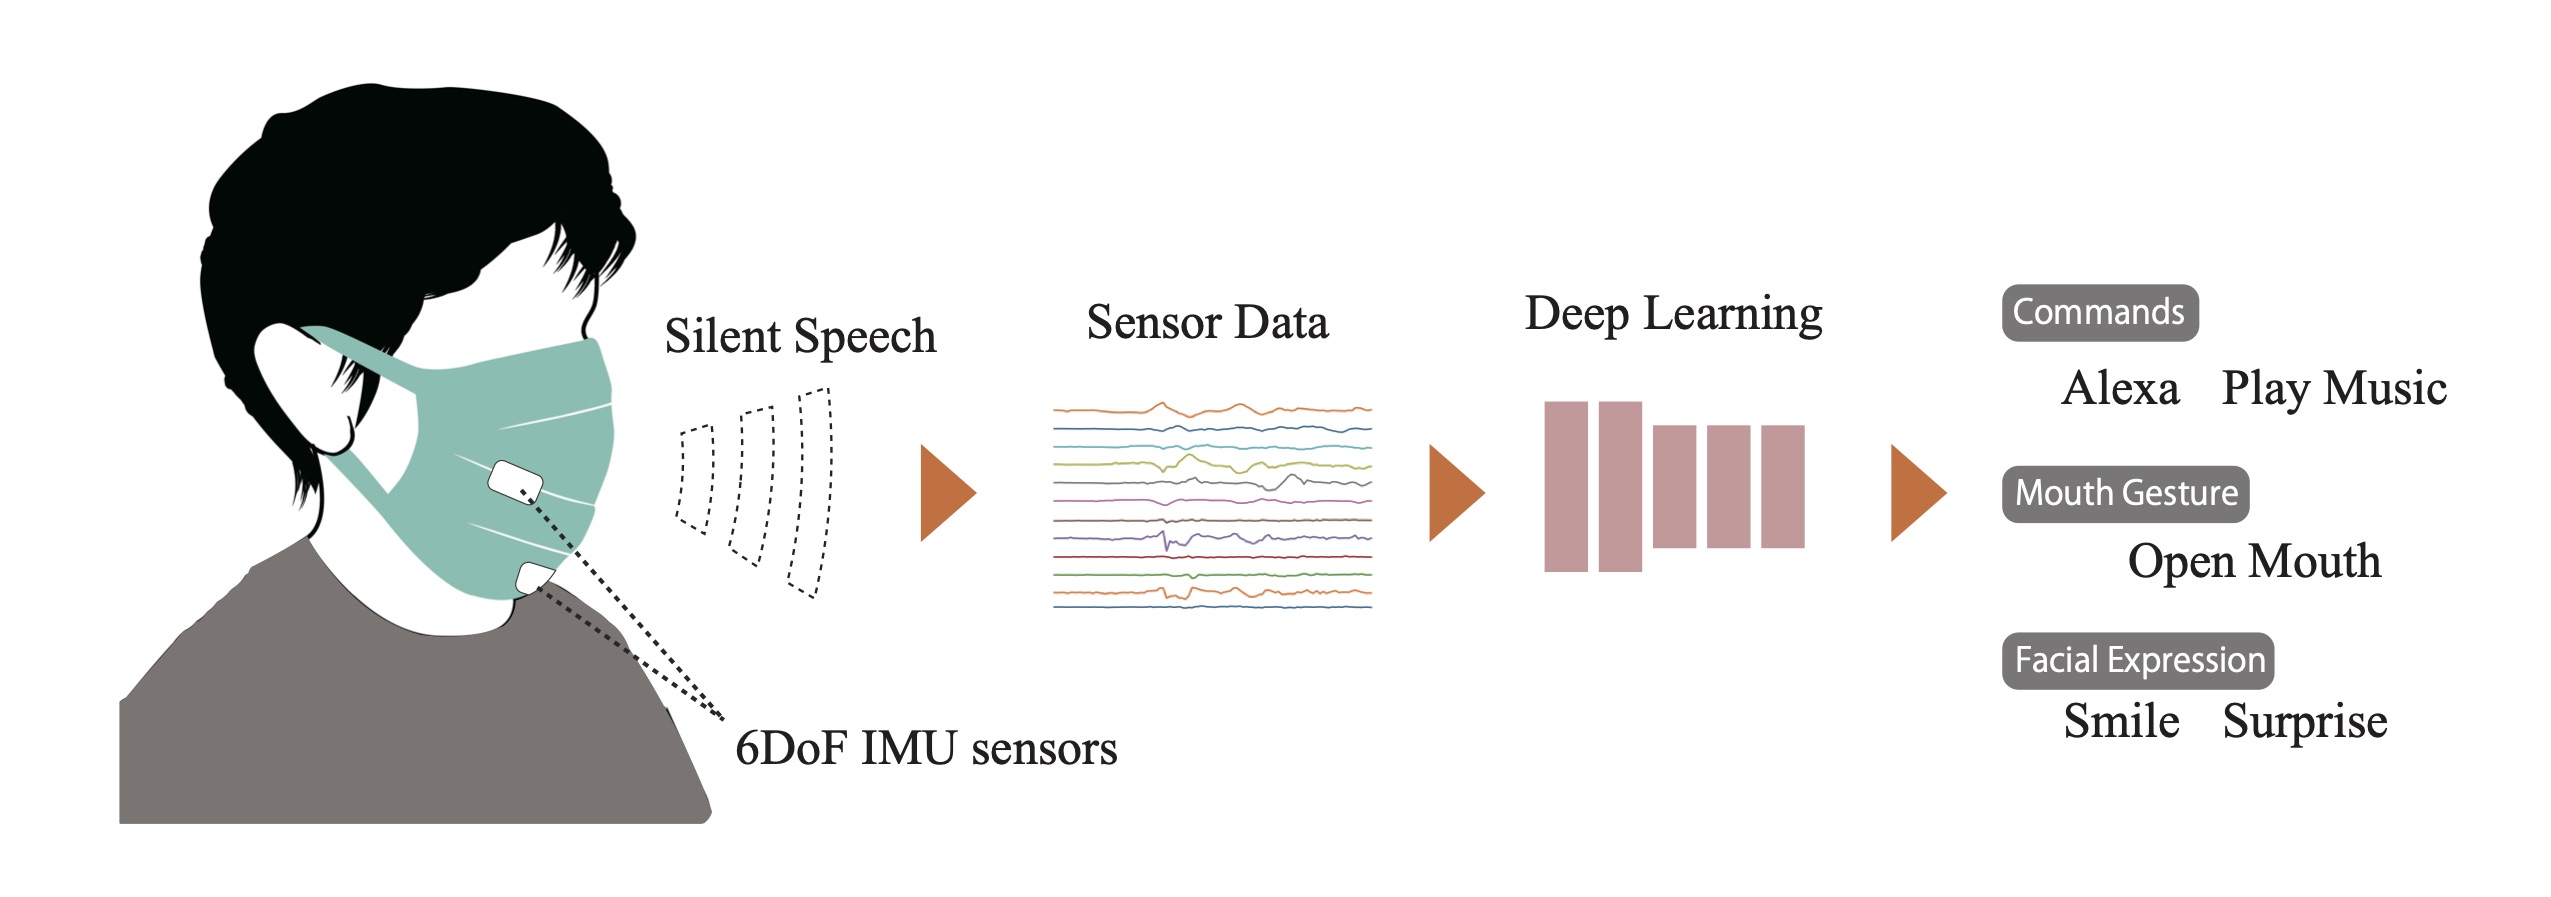 Silent Speech
Sensor Data
Deep Learning
Commands
Alexa Play Music
Mouth Gesture
Open Mouth
Facial Expression
Smile Surprise
6DoF IMU sensors